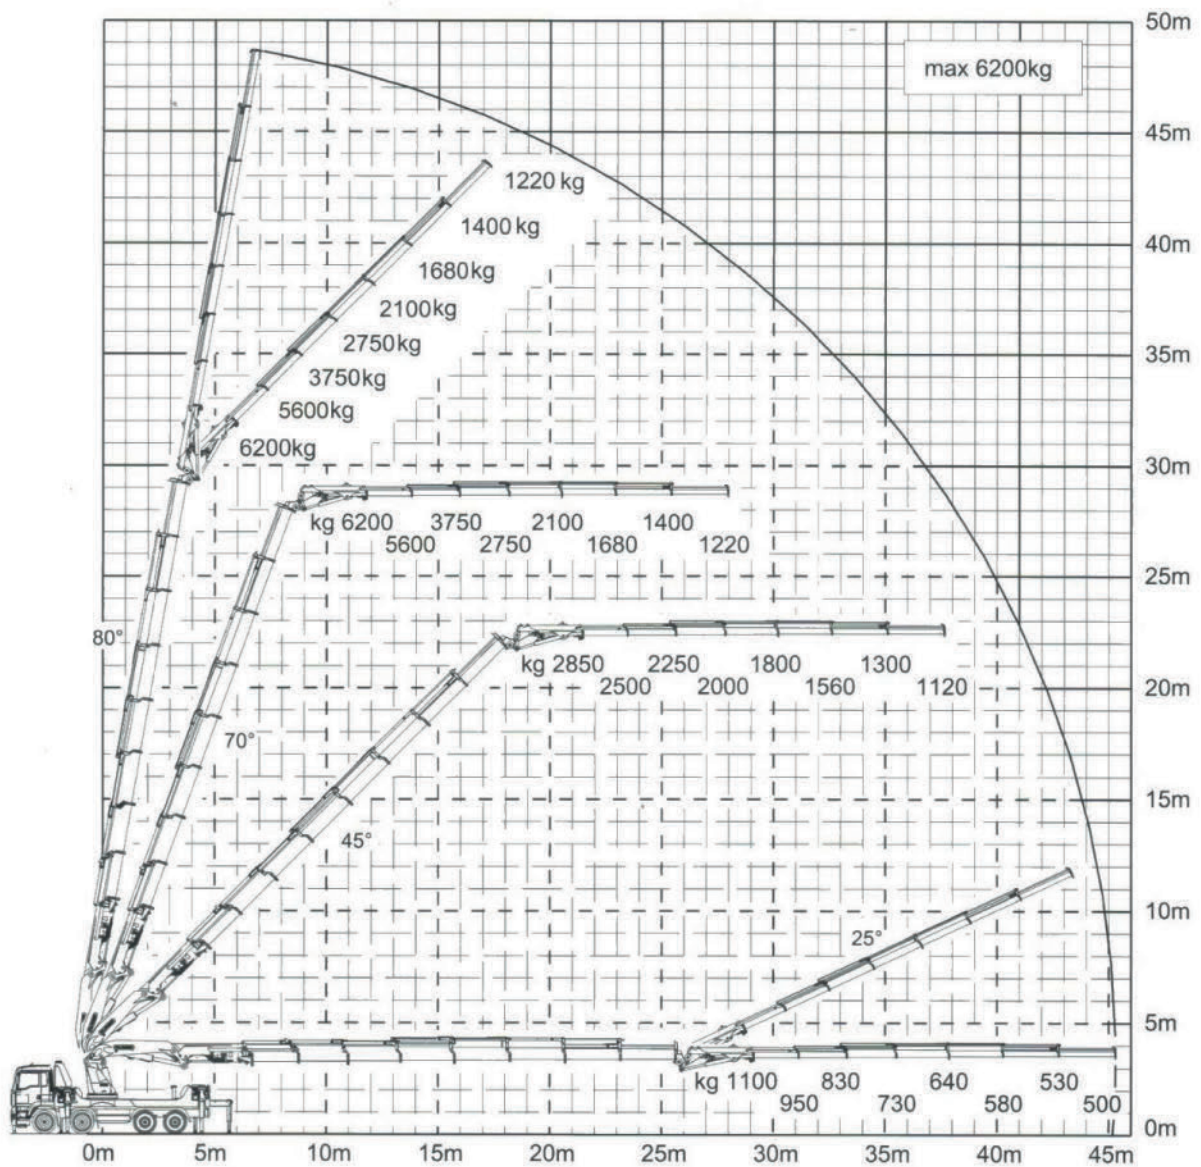 50m
max 6200kg
45m
1220 kg
1400 kg
40m
1680kg
2100kg
2750kg
35m
3750kg
5600kg
6200kg
30m
kg 6200 3750 2100 1400
5600 2750 1680 1220
25m
80°
kg 2850 2250 1800 1300
2500 2000 1560 1120
20m
70°
15m
45°
10m
25°
5m
kg 1100 830 640 530
950 730 580 500
0m
0m 5m 10m 15m 20m 25m 30m 35m 40m 45m